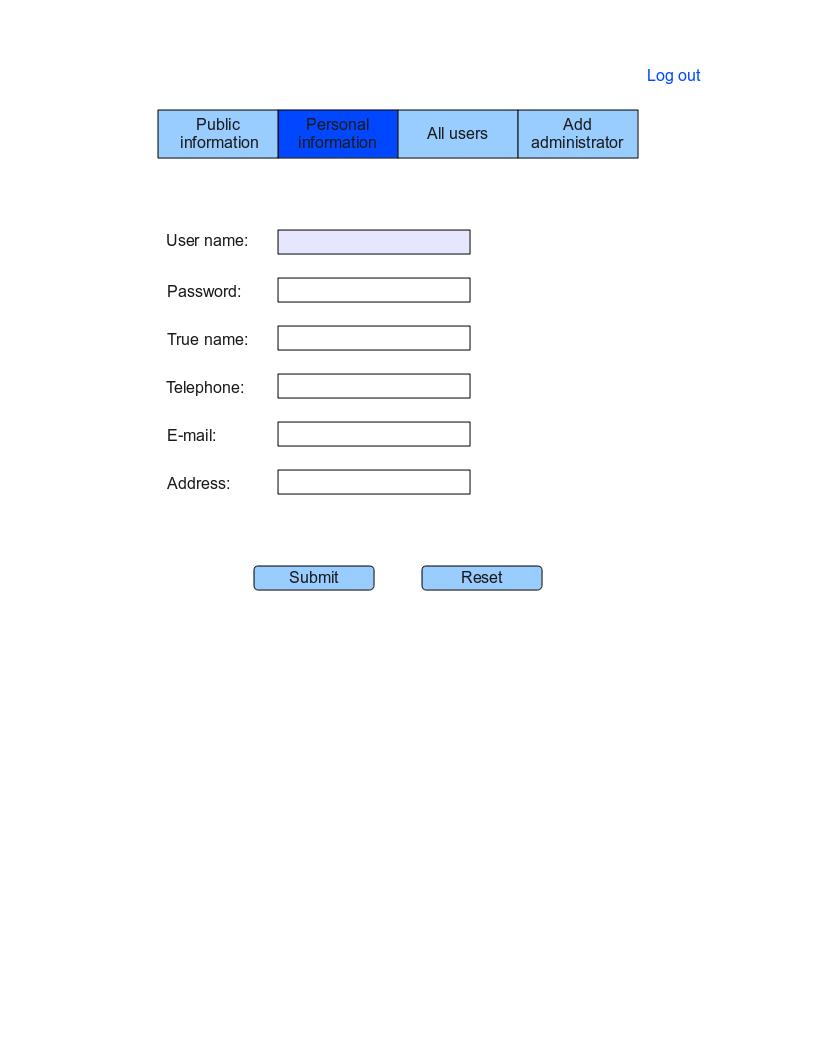 Log out
Public
information
Personal
information
All users
Add
administrator
User name:
Password:
True name:
Telephone:
E-mail:
Address:
Submit
Reset